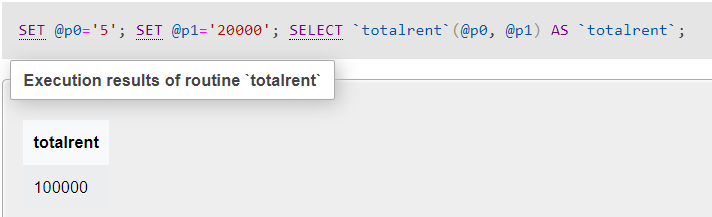 SET @p0='5'; SET @p1='20000'; SELECT `totalrent`(@p0, @p1) AS `totalrent`;
Execution results of routine `totalrent`
totalrent
100000